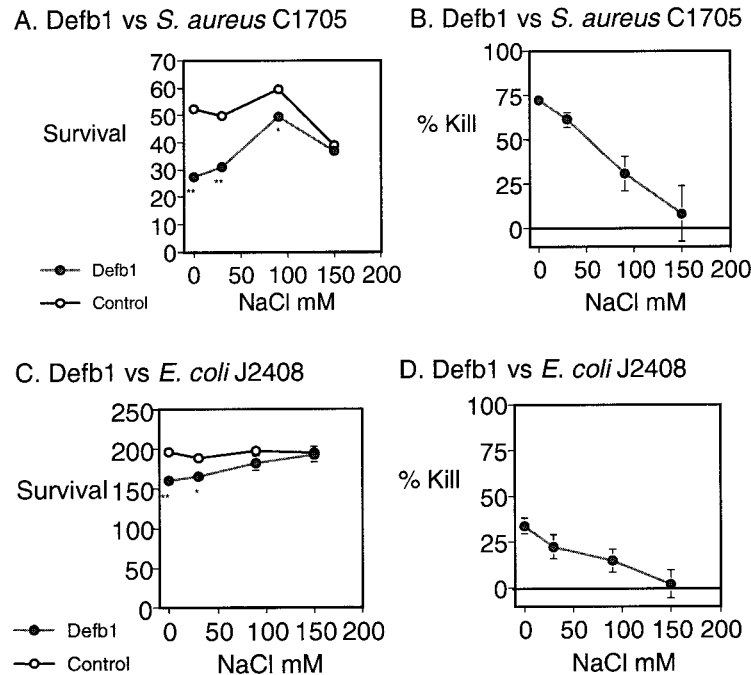 A. Defb1 vs S. aureus C1705
B. Defb1 vs S. aureus C1705
70
60
50
40
30
20
10
0
Survival
**
**
*
0 50 100 150 200
NaCl mM
Defb1
Control
100
75
50
25
0
% Kill
0 50 100 150 200
NaCl mM
C. Defb1 vs E. coli J2408
D. Defb1 vs E. coli J2408
250
200
150
100
50
0
Survival
**
*
0 50 100 150 200
NaCl mM
Defb1
Control
100
75
50
25
0
% Kill
0 50 100 150 200
NaCl mM